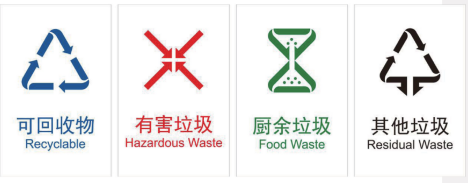 可回收物
Recyclable
有害垃圾
Hazardous Waste
厨余垃圾
Food Waste
其他垃圾
Residual Waste